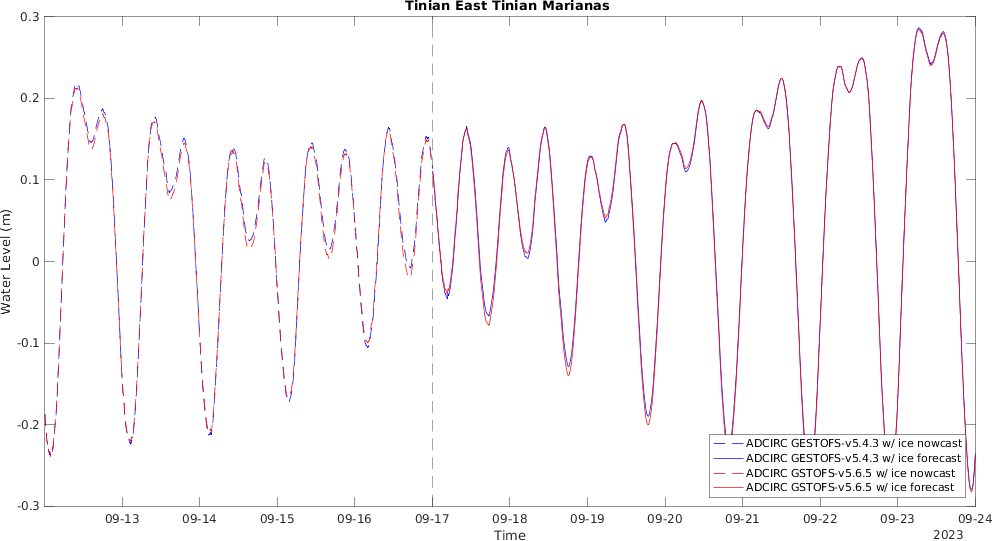 Tinian East Tinian Marianas
Water Level (m)
0.3
0.2
0.1
0
-0.1
-0.2
-0.3
ADCIRC GESTOFS-v5.4.3 w/ ice nowcast
ADCIRC GESTOFS-v5.4.3 w/ ice forecast
ADCIRC GSTOFS-v5.6.5 w/ ice nowcast
ADCIRC GSTOFS-v5.6.5 w/ ice forecast
09-13 09-14 09-15 09-16 09-17 09-18 09-19 09-20 09-21 09-22 09-23 09-24
Time
2023